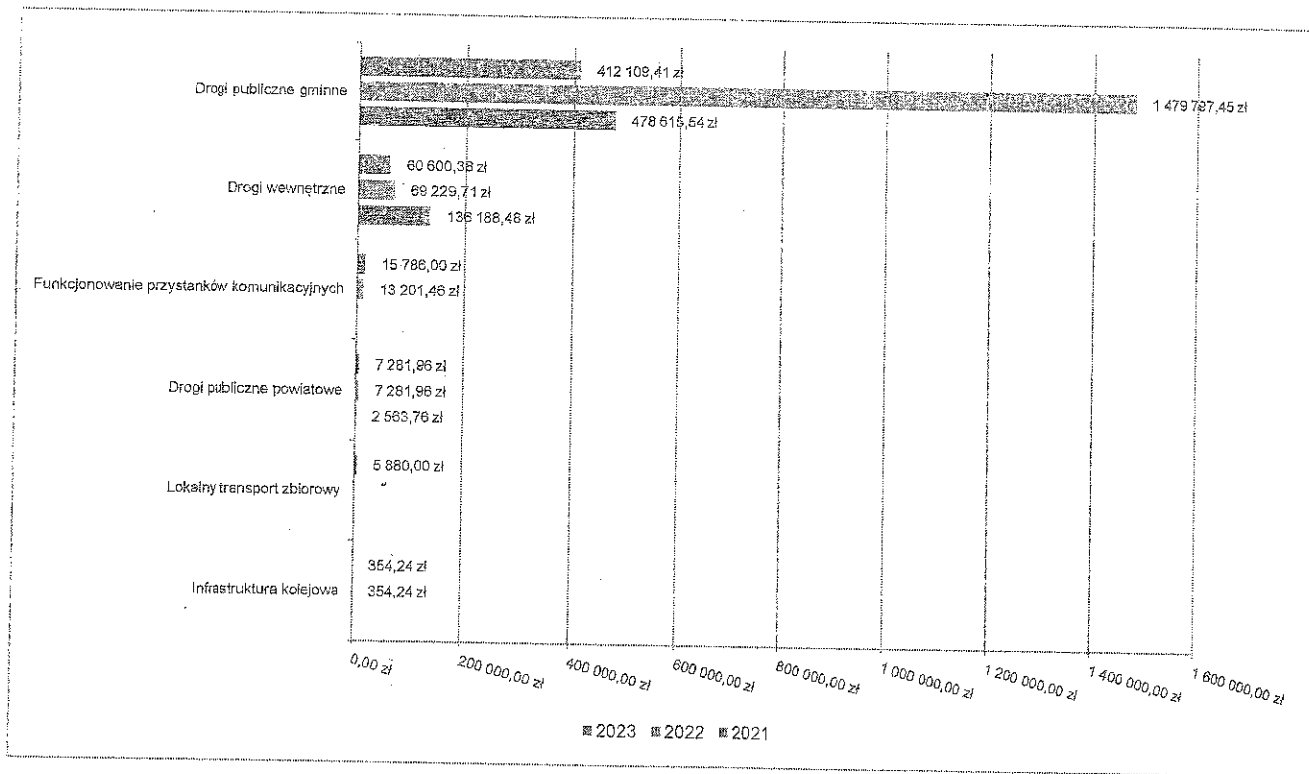 Drogi publiczne gminne
412 109,41 zł
1 479 787,45 zł
478 615,54 zł
Drogi wewnętrzne
60 600,38 zł
69 229,71 zł
136 188,46 zł
Funkcjonowanie przystanków komunikacyjnych
15 786,00 zł
13 201,46 zł
Drogi publiczne powiatowe
7 281,96 zł
7 281,96 zł
2 563,76 zł
Lokalny transport zbiorowy
5 880,00 zł
Infrastruktura kolejowa
354,24 zł
354,24 zł
0,00 zł 200 000,00 zł 400 000,00 zł 600 000,00 zł 800 000,00 zł 1 000 000,00 zł 1 200 000,00 zł 1 400 000,00 zł 1 600 000,00 zł
2023 2022 2021